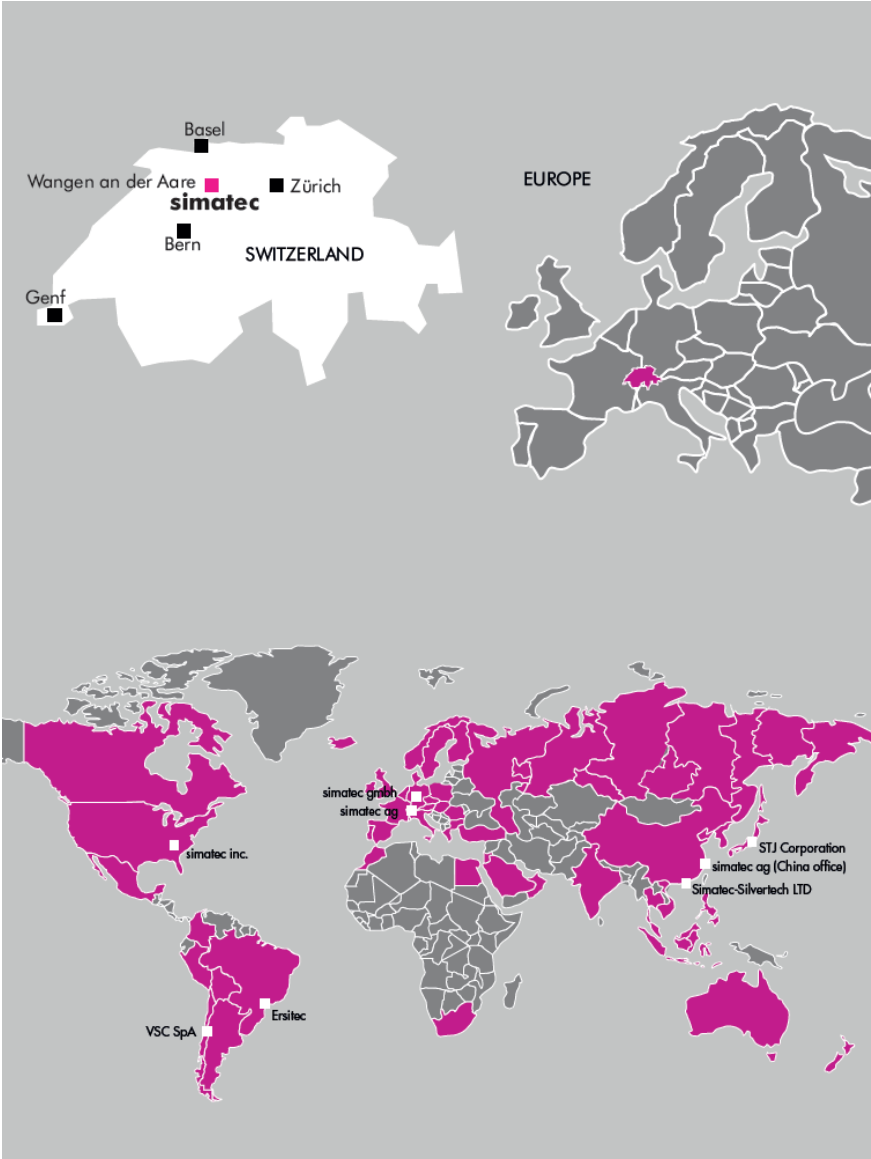 Basel
Wangen an der Aare
simatec
Zürich
Bern
SWITZERLAND
Genf
EUROPE
simatec gmbh
simatec ag
simatec inc.
STJ Corporation
simatec ag (China office)
Simatec-Silvertech LTD
Ersitec
VSC SpA